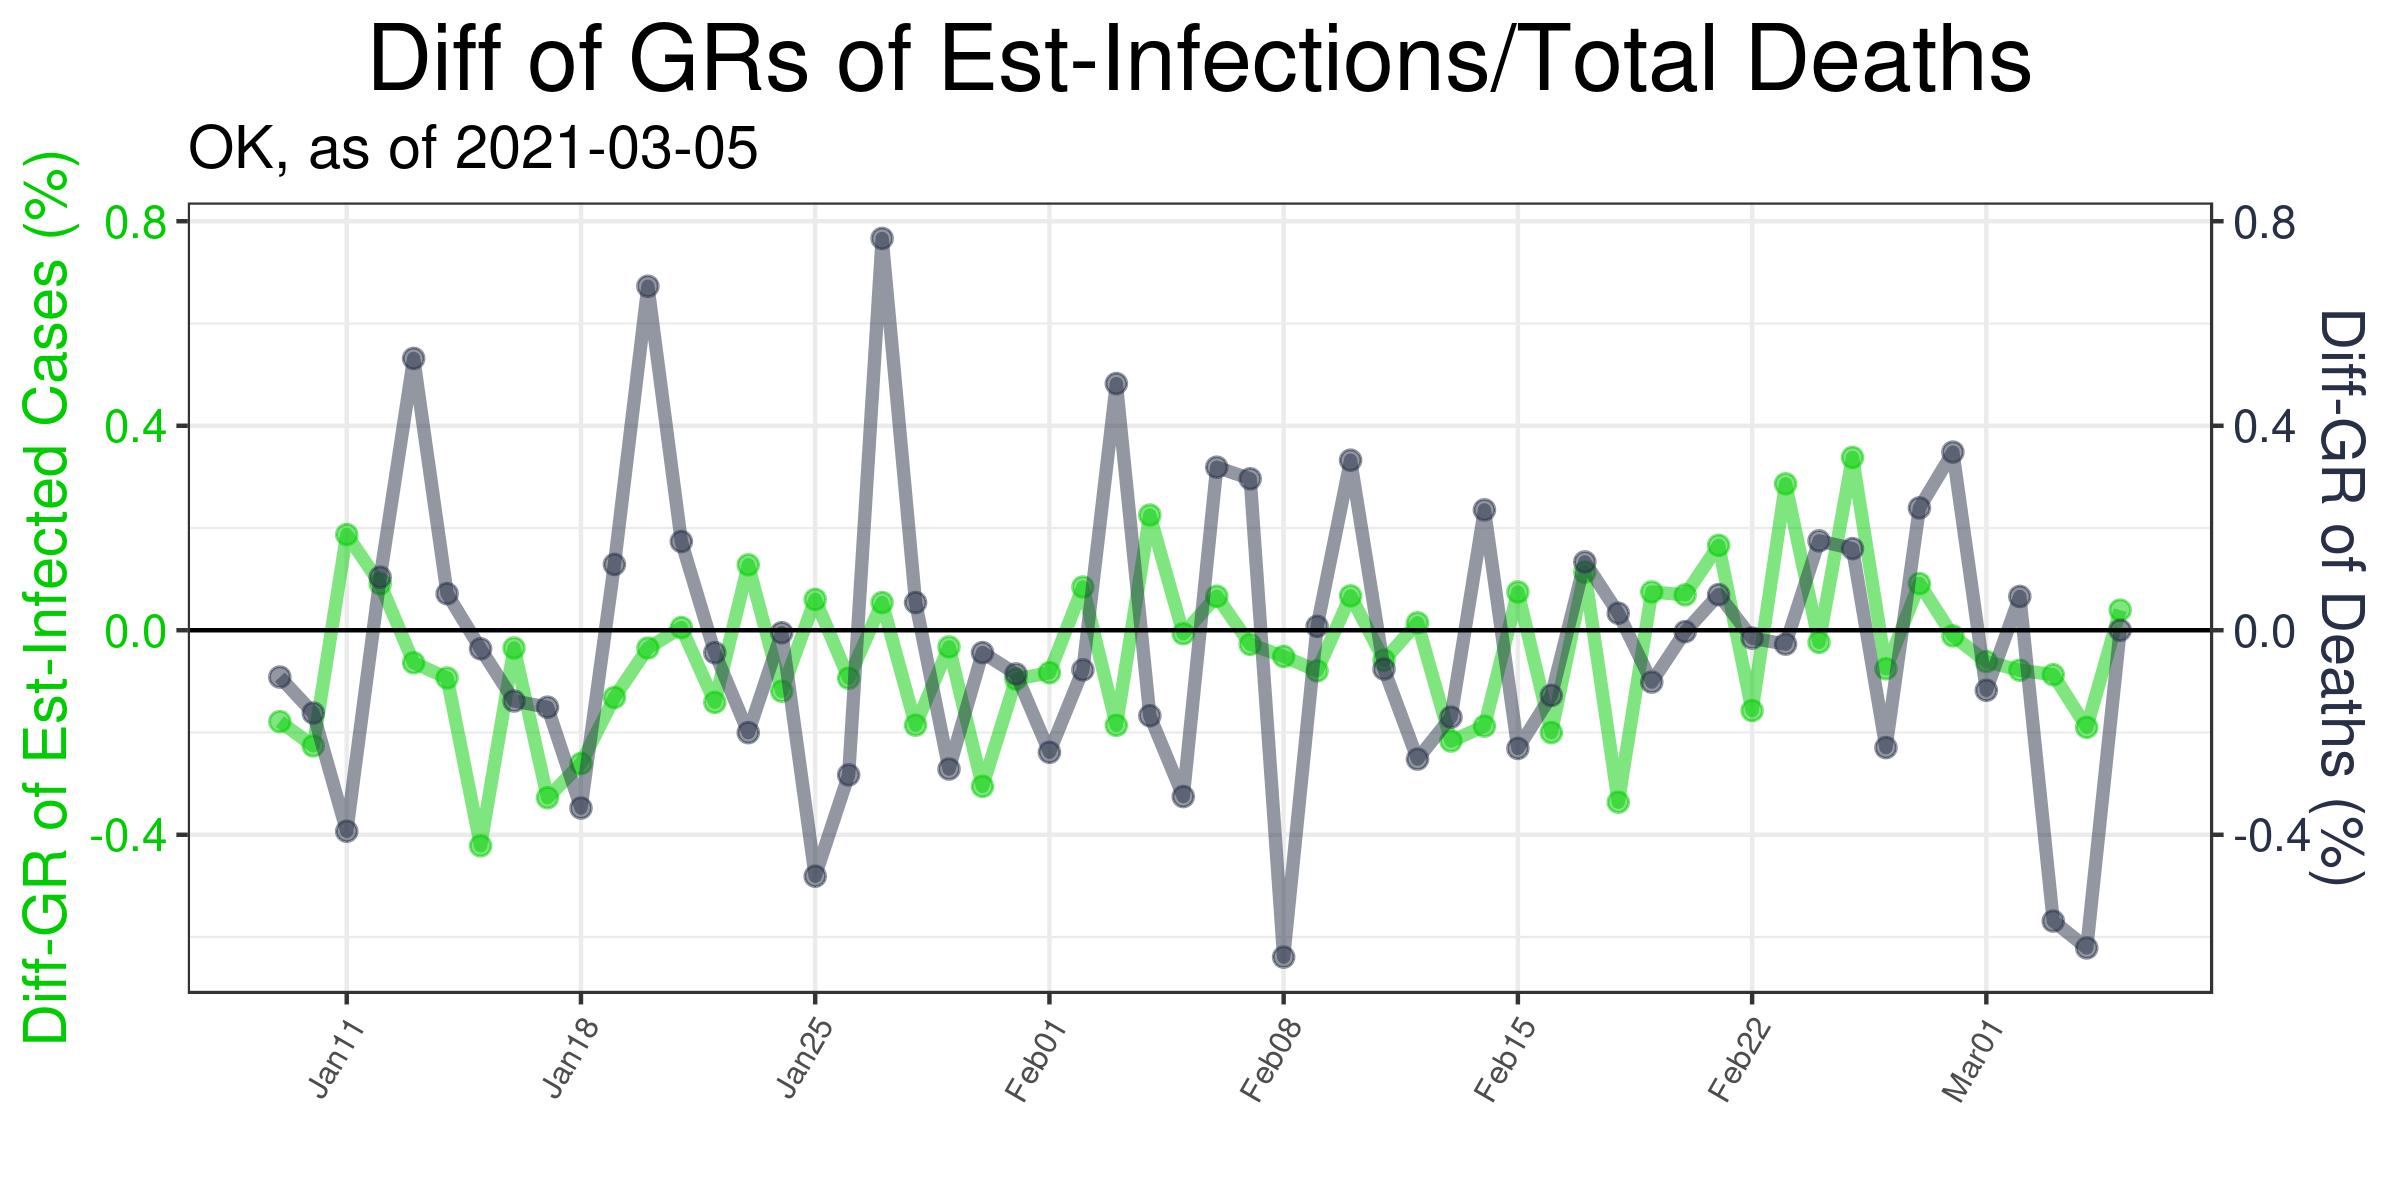 Diff of GRs of Est-Infections/Total Deaths
OK, as of 2021-03-05
Diff-GR of Est-Infected Cases (%)
0.8
0.4
0.0
-0.4
0.8
0.4
0.0
-0.4
Diff-GR of Deaths (%)
Jan11
Jan18
Jan25
Feb01
Feb08
Feb15
Feb22
Mar01